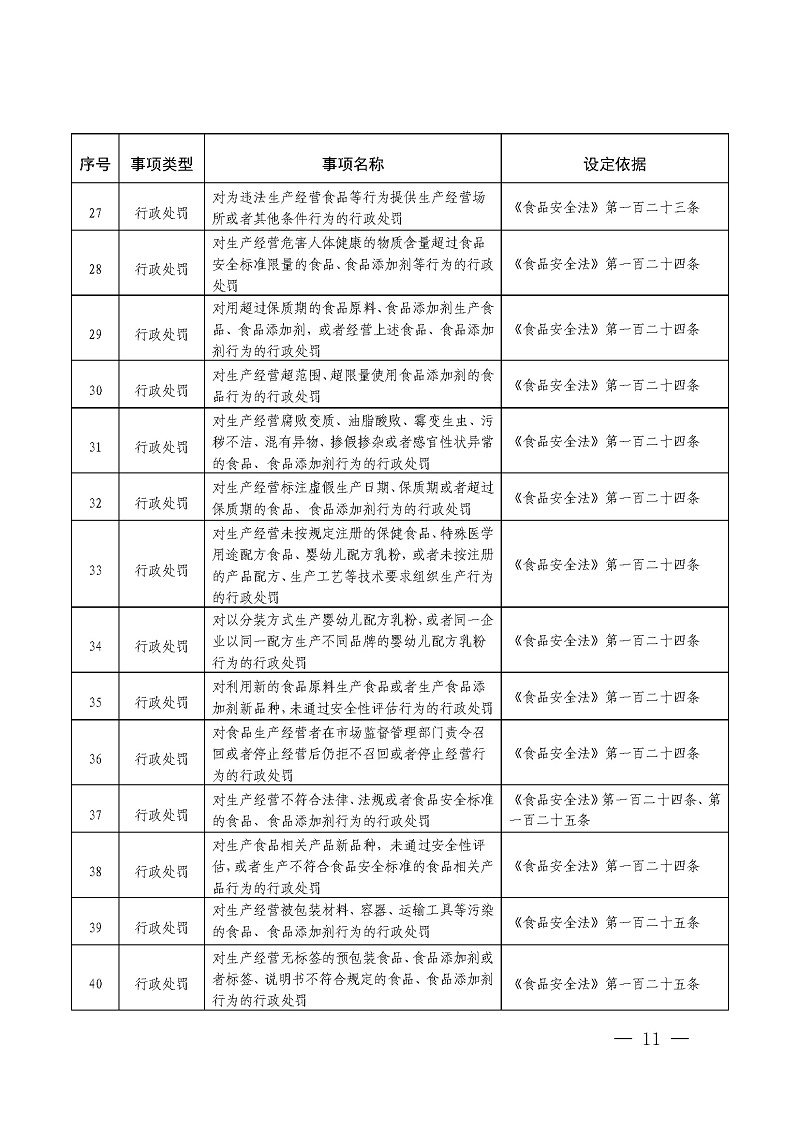 序号 事项类型 事项名称 设定依据
27 行政处罚 对为违法生产经营食品等行为提供生产经营场 《食品安全法》第一百二十三条
所或者其他条件行为的行政处罚
28 行政处罚 对生产经营危害人体健康的物质含量超过食品 《食品安全法》第一百二十四条
安全标准限量的食品、食品添加剂等行为的行政
处罚
29 行政处罚 对用超过保质期的食品原料、食品添加剂生产食 《食品安全法》第一百二十四条
品、食品添加剂，或者经营上述食品、食品添加
剂行为的行政处罚
30 行政处罚 对生产经营超范围、超限量使用食品添加剂的食 《食品安全法》第一百二十四条
品行为的行政处罚
31 行政处罚 对生产经营腐败变质、油脂酸败、霉变生虫、污 《食品安全法》第一百二十四条
秽不洁、混有异物、掺假掺杂或者感官性状异常
的食品、食品添加剂行为的行政处罚
32 行政处罚 对生产经营标注虚假生产日期、保质期或者超过 《食品安全法》第一百二十四条
保质期的食品、食品添加剂行为的行政处罚
33 行政处罚 对生产经营未按规定注册的保健食品、特殊医学 《食品安全法》第一百二十四条
用途配方食品、婴幼儿配方乳粉，或者未按注册
的产品配方、生产工艺等技术要求组织生产行为
的行政处罚
34 行政处罚 对以分装方式生产婴幼儿配方乳粉，或者同一企 《食品安全法》第一百二十四条
业以同一配方生产不同品牌的婴幼儿配方乳粉
行为的行政处罚
35 行政处罚 对利用新的食品原料生产食品或者生产食品添 《食品安全法》第一百二十四条
加剂新品种，未通过安全性评估行为的行政处罚
36 行政处罚 对食品生产经营者在市场监督管理部门责令召 《食品安全法》第一百二十四条
回或者停止经营后仍拒不召回或者停止经营行
为的行政处罚
37 行政处罚 对生产经营不符合法律、法规或者食品安全标准 《食品安全法》第一百二十四条、第
的食品、食品添加剂行为的行政处罚 一百二十五条
38 行政处罚 对生产食品相关产品新品种，未通过安全性评 《食品安全法》第一百二十四条
估，或者生产不符合食品安全标准的食品相关产
品行为的行政处罚
39 行政处罚 对生产经营被包装材料、容器、运输工具等污染 《食品安全法》第一百二十五条
的食品、食品添加剂行为的行政处罚
40 行政处罚 对生产经营无标签的预包装食品、食品添加剂或 《食品安全法》第一百二十五条
者标签、说明书不符合规定的食品、食品添加剂
行为的行政处罚
— 11 —